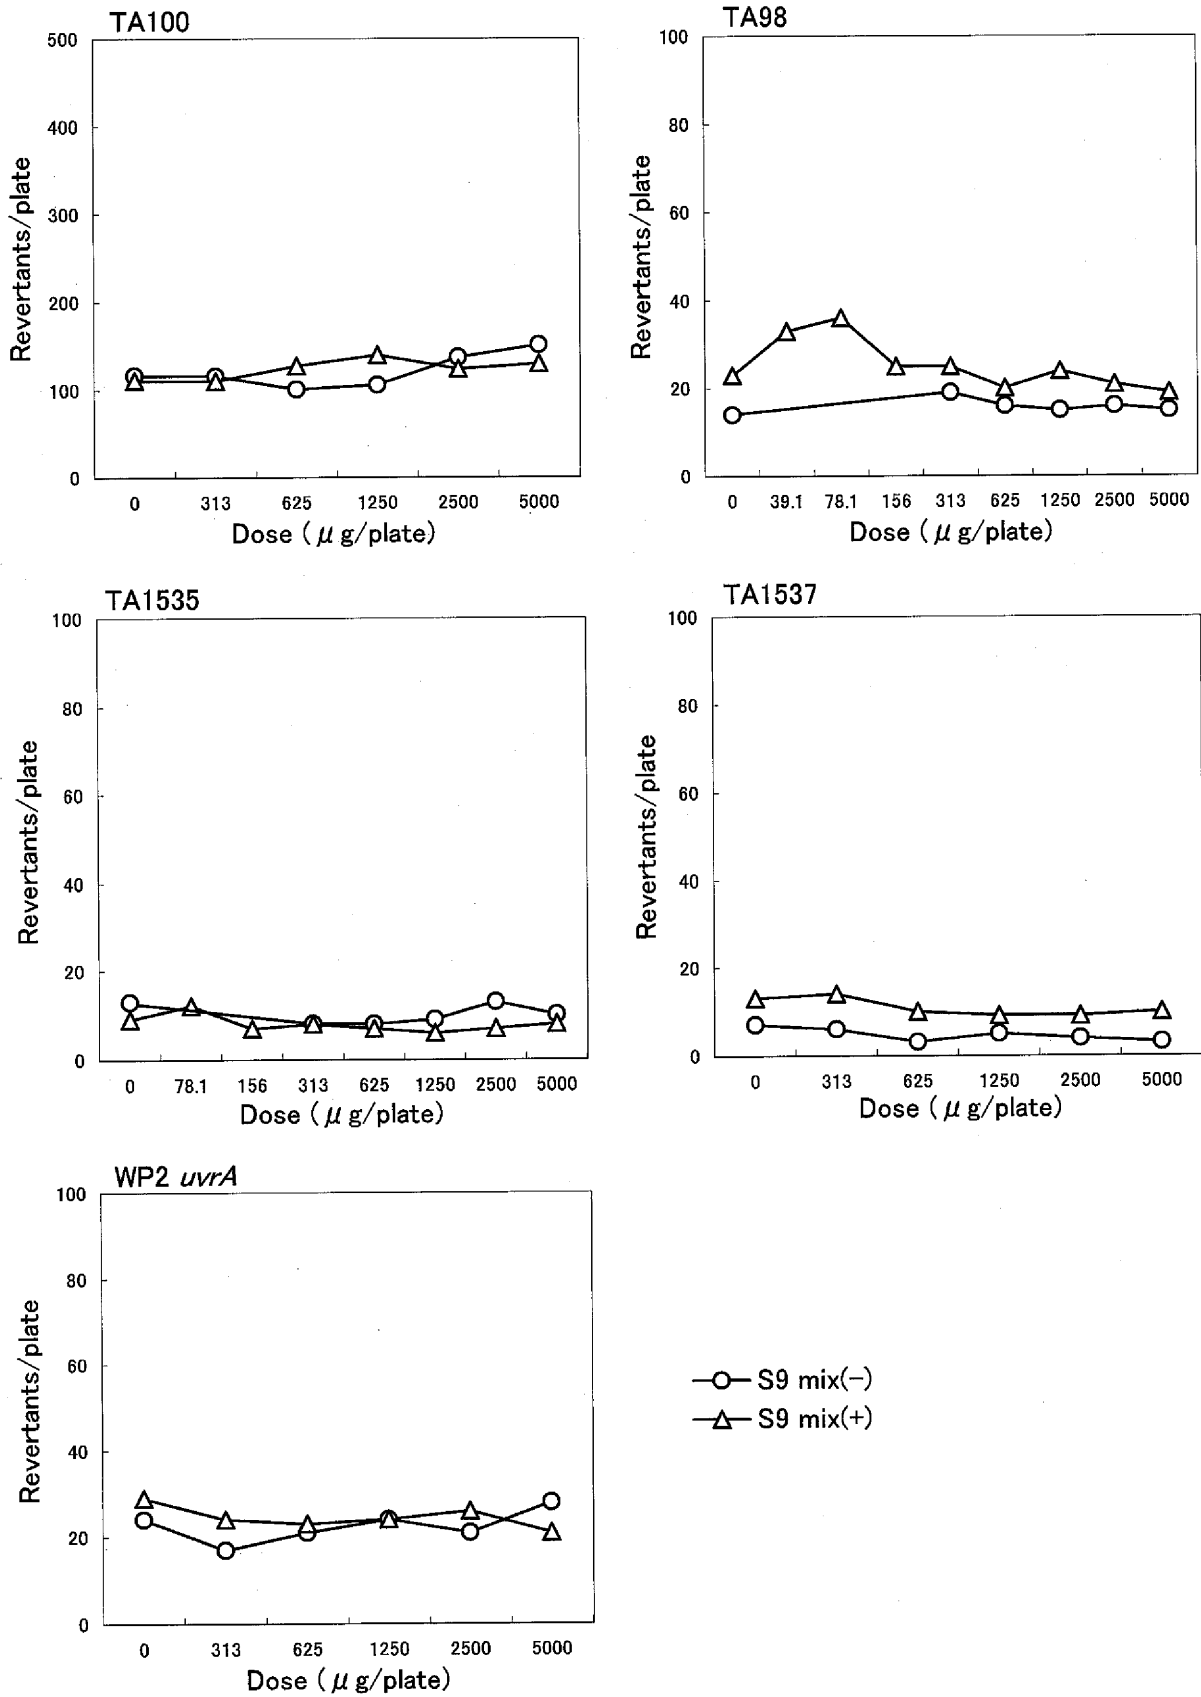 TA100
500
400
300
200
100
0
Revertants/plate
0 313 625 1250 2500 5000
Dose ( μ g/plate)
TA98
100
80
60
40
20
0
Revertants/plate
0 39.1 78.1 156 313 625 1250 2500 5000
Dose ( μ g/plate)
TA1535
100
80
60
40
20
0
Revertants/plate
0 78.1 156 313 625 1250 2500 5000
Dose ( μ g/plate)
TA1537
100
80
60
40
20
0
Revertants/plate
0 313 625 1250 2500 5000
Dose ( μ g/plate)
WP2 uvrA
100
80
60
40
20
0
Revertants/plate
0 313 625 1250 2500 5000
Dose ( μ g/plate)
S9 mix(-)
S9 mix(+)